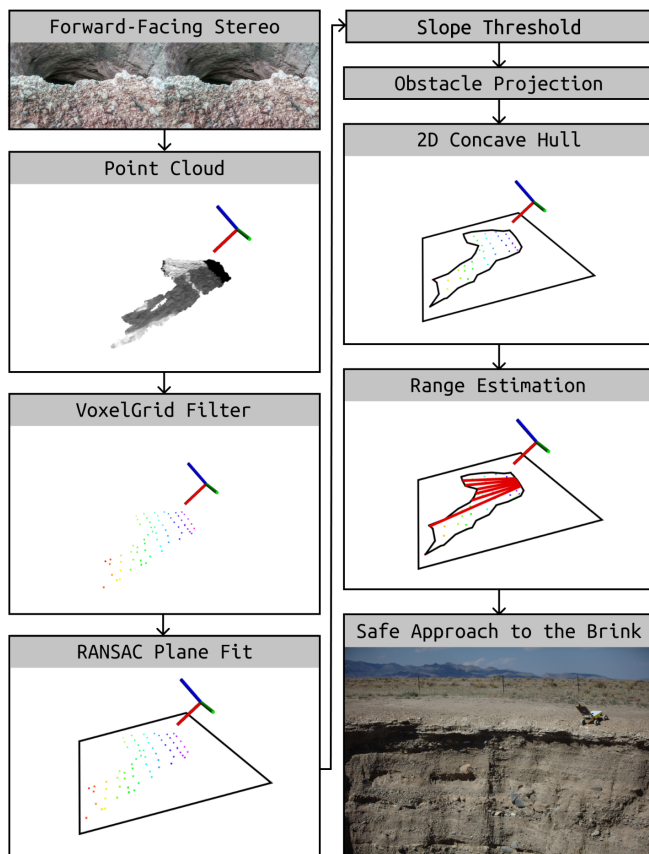 Forward-Facing Stereo
Point Cloud
VoxelGrid Filter
RANSAC Plane Fit
Slope Threshold
Obstacle Projection
2D Concave Hull
Range Estimation
Safe Approach to the Brink